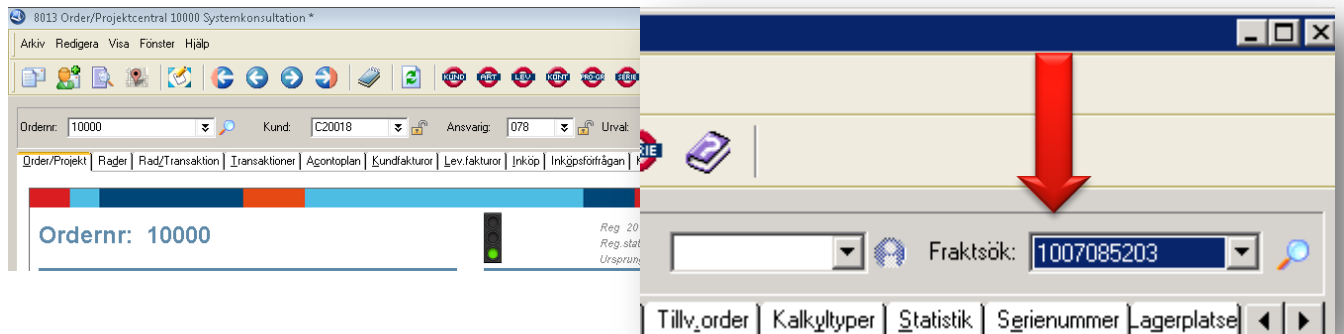 8013 Order/Projektcentral 10000 Systemkonsultation *
Arkiv Redigera Visa Fönster Hjälp
KUND ART LEV KONT PRO-GR SERIE
Ordernr: 10000 Kund: C20018 Ansvarig: 078 Urval:
Order/Projekt Rader Rad/Transaktion Transaktioner Acontoplan Kundfakturor Lev.fakturor Inköp Inköpsförfrågan
Ordernr: 10000
Reg 20
Reg.stat
Ursprung
Fraktsök: 1007085203
Tillv.order Kalkyltyper Statistik Serienummer Lagerplatse